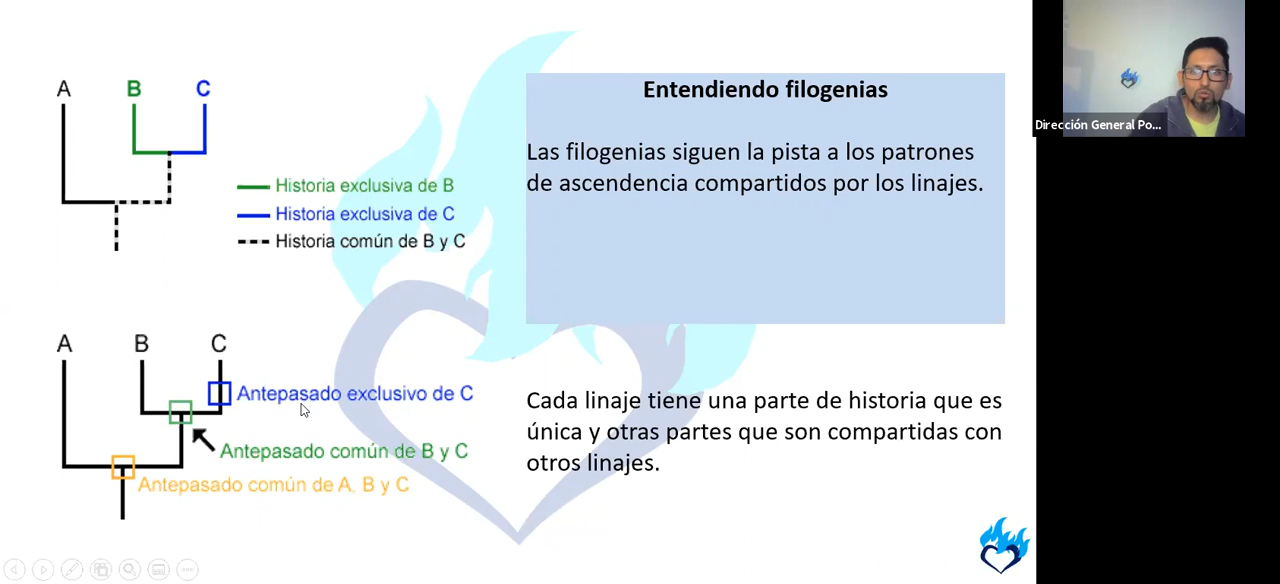 A B C
Historia exclusiva de B
Historia exclusiva de C
Historia común de B y C
A B C
Antepasado exclusivo de C
Antepasado común de B y C
Antepasado común de A, B y C
Entendiendo filogenias
Las filogenias siguen la pista a los patrones
de ascendencia compartidos por los linajes.
Cada linaje tiene una parte de historia que es
única y otras partes que son compartidas con
otros linajes.
Dirección General Po...